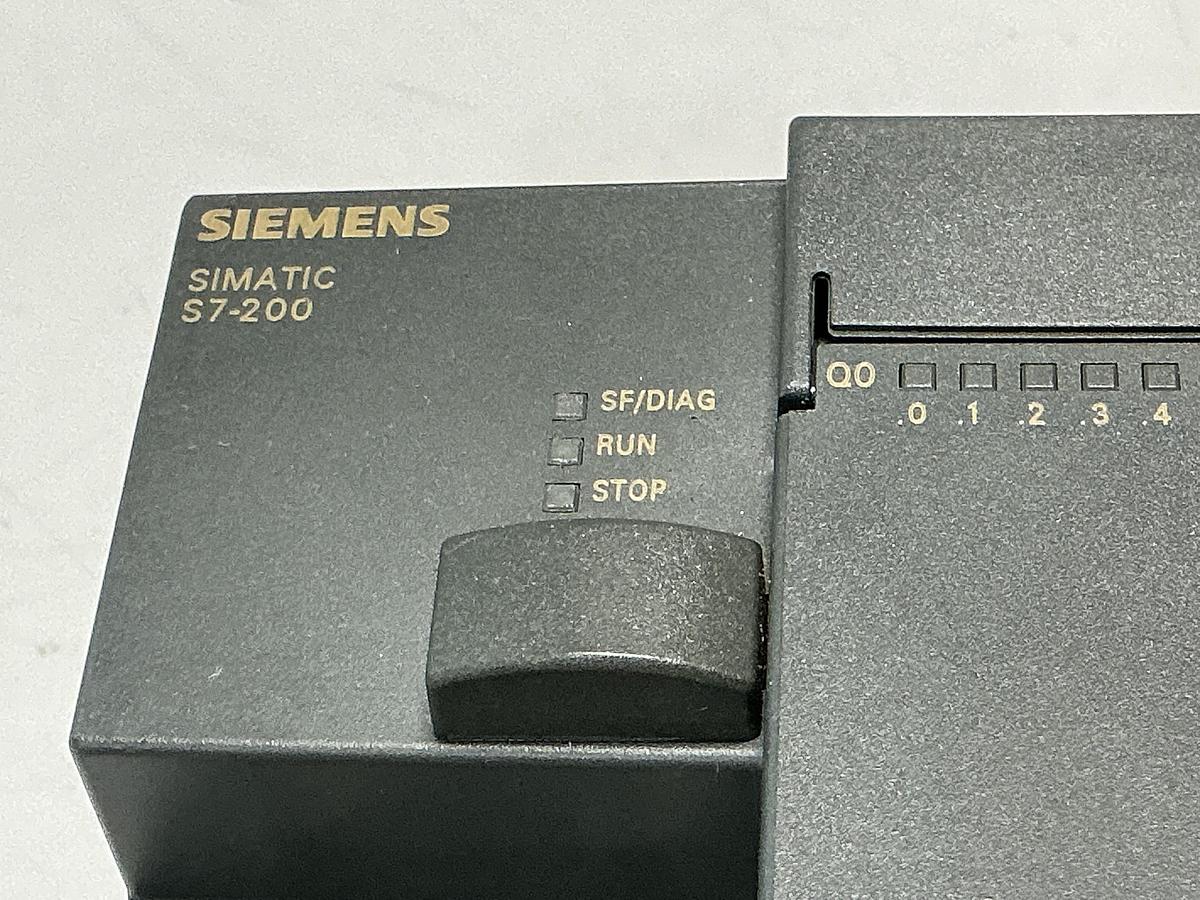 SIEMENS
SIMATIC
S7-200
SF/DIAG
RUN
STOP
Q0
.0 .1 .2 .3 .4